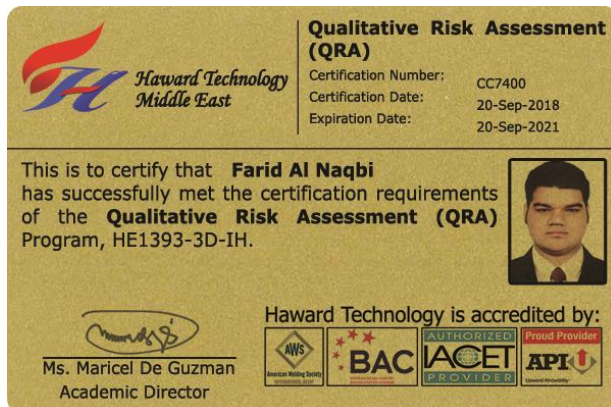 Haward Technology
Middle East
Qualitative Risk Assessment
(QRA)
Certification Number: CC7400
Certification Date: 20-Sep-2018
Expiration Date: 20-Sep-2021
This is to certify that Farid Al Naqbi
has successfully met the certification requirements
of the Qualitative Risk Assessment (QRA)
Program, HE1393-3D-IH.
Haward Technology is accredited by:
AWS
American Welding Society
BAC
AUTHORIZED
IACET
PROVIDER
Proud Provider
API
Ms. Maricel De Guzman
Academic Director